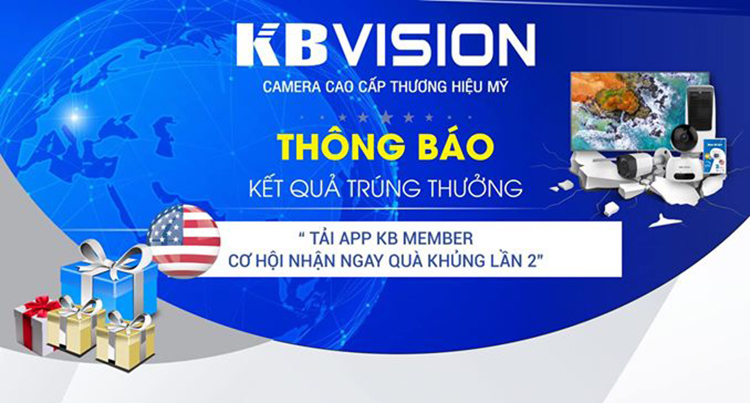 KBVISION
CAMERA CAO CẤP THƯƠNG HIỆU MỸ
THÔNG BÁO
KẾT QUẢ TRÚNG THƯỞNG
“ TẢI APP KB MEMBER
CƠ HỘI NHẬN NGAY QUÀ KHỦNG LẦN 2”